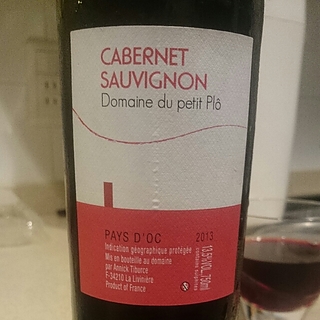 CABERNET
SAUVIGNON
Domaine du petit Plô
PAYS D'OC 2013
Indication géographique protégée
Mis en bouteille au domaine
par Annick Tiburce
F-34210 La Livinière
Product of France
13,5%VOL. 750ml